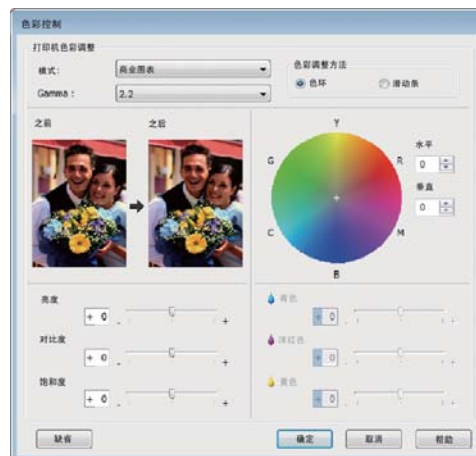 色彩控制
打印机色彩调整
模式：
商业图表
Gamma：
2.2
色彩调整方法
色环
滑动条
之前
之后
Y
G
R
C
M
B
水平
0
垂直
0
亮度
+ 0
- +
对比度
+ 0
- +
饱和度
+ 0
- +
青色
+ 0
- +
洋红色
+ 0
- +
黄色
+ 0
- +
缺省
确定
取消
帮助